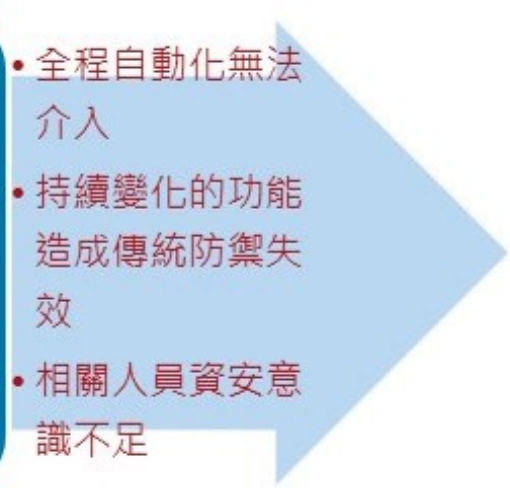 • 全程自動化無法
介入
• 持續變化的功能
造成傳統防禦失
效
• 相關人員資安意
識不足